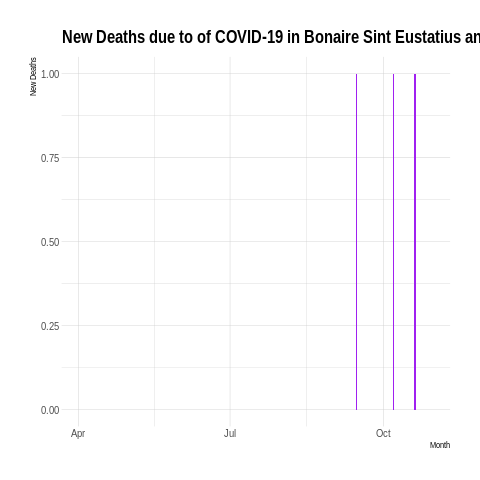 New Deaths due to of COVID-19 in Bonaire Sint Eustatius an
New Deaths
1.00
0.75
0.50
0.25
0.00
Apr Jul Oct
Month